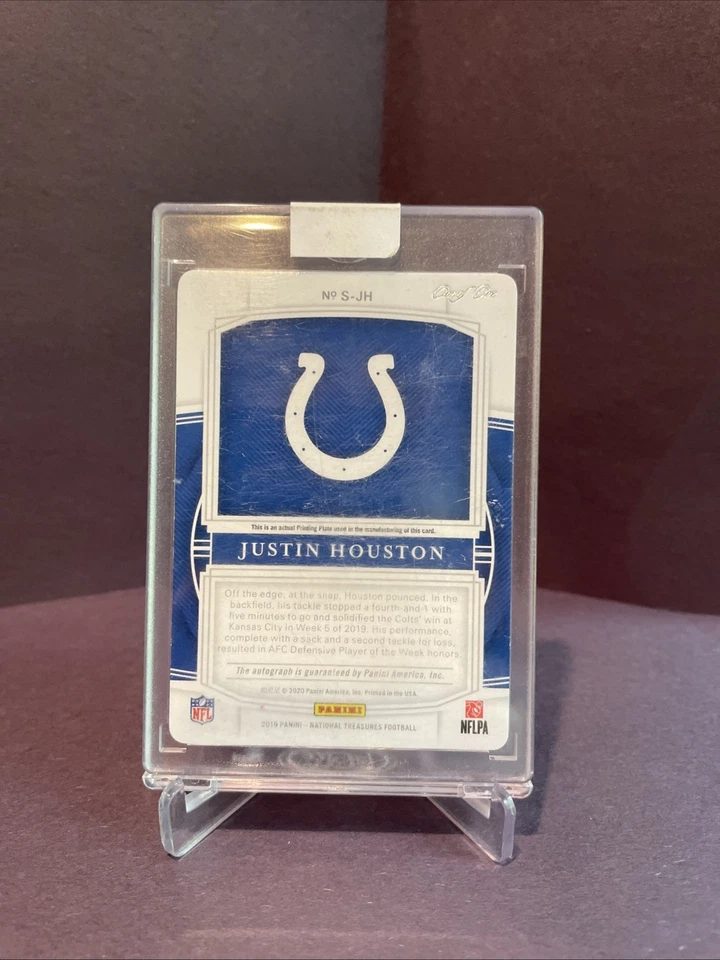 Nº S-JH
One of One
This is an actual Printing Plate used in the manufacturing of this card.
JUSTIN HOUSTON
Off the edge, at the snap, Houston pounced. In the
backfield, his tackle stopped a fourth-and-1 with
five minutes to go and solidified the Colts' win at
Kansas City in Week 5 of 2019. His performance,
complete with a sack and a second tackle for loss,
resulted in AFC Defensive Player of the Week honors.
The autograph is guaranteed by Panini America, Inc.
© 2020 Panini America, Inc. Printed in the USA.
NFL
PANINI
NFLPA
2019 PANINI - NATIONAL TREASURES FOOTBALL